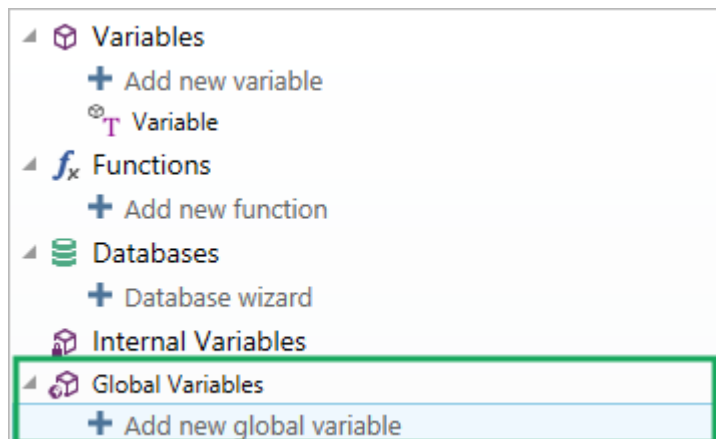 Variables
Add new variable
T Variable
fx Functions
Add new function
Databases
Database wizard
Internal Variables
Global Variables
Add new global variable